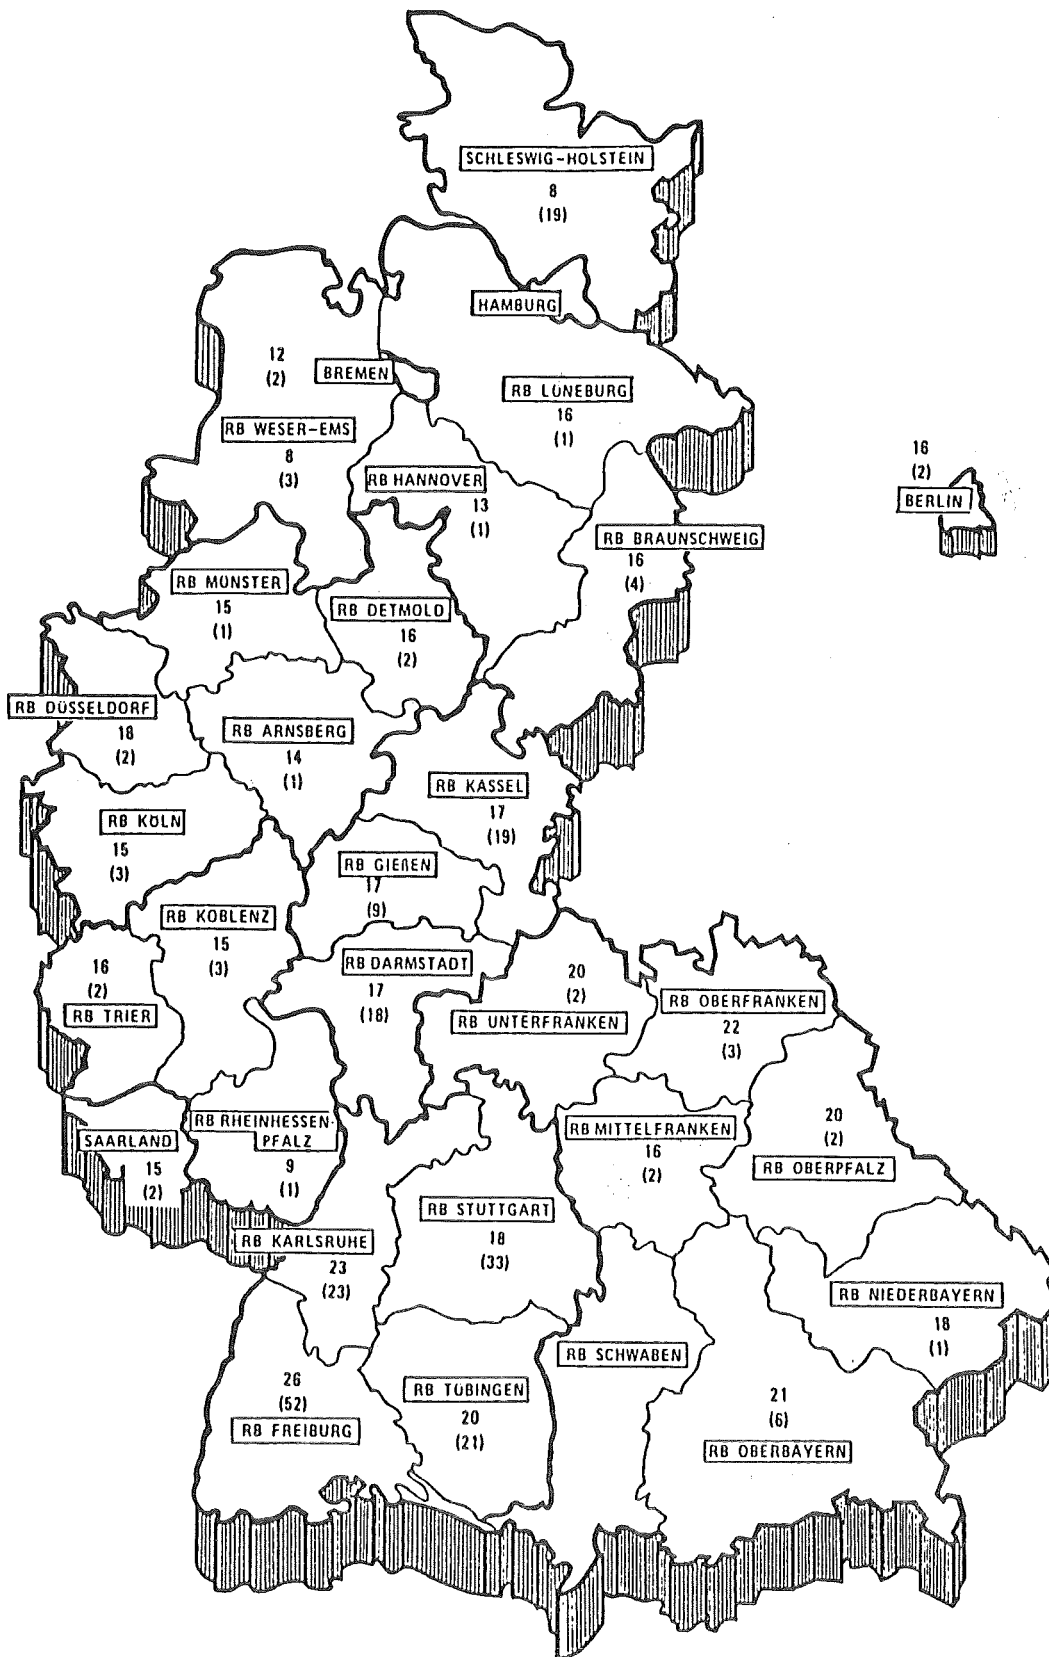 SCHLESWIG-HOLSTEIN
8
(19)
HAMBURG
12
(2)
BREMEN
RB LÜNEBURG
16
(1)
RB WESER-EMS
8
(3)
RB HANNOVER
13
(1)
16
(2)
BERLIN
RB BRAUNSCHWEIG
16
(4)
RB MÜNSTER
15
(1)
RB DETMOLD
16
(2)
RB DÜSSELDORF
18
(2)
RB ARNSBERG
14
(1)
RB KASSEL
17
(19)
RB KÖLN
15
(3)
RB GIEßEN
17
(9)
RB KOBLENZ
15
(3)
RB DARMSTADT
17
(18)
16
(2)
RB TRIER
20
(2)
RB UNTERFRANKEN
RB OBERFRANKEN
22
(3)
RB RHEINHESSEN-
PFALZ
9
(1)
SAARLAND
15
(2)
RB MITTELFRANKEN
16
(2)
20
(2)
RB OBERPFALZ
RB STUTTGART
18
(33)
RB KARLSRUHE
23
(23)
RB NIEDERBAYERN
18
(1)
RB SCHWABEN
26
(52)
RB FREIBURG
RB TÜBINGEN
20
(21)
21
(6)
RB OBERBAYERN